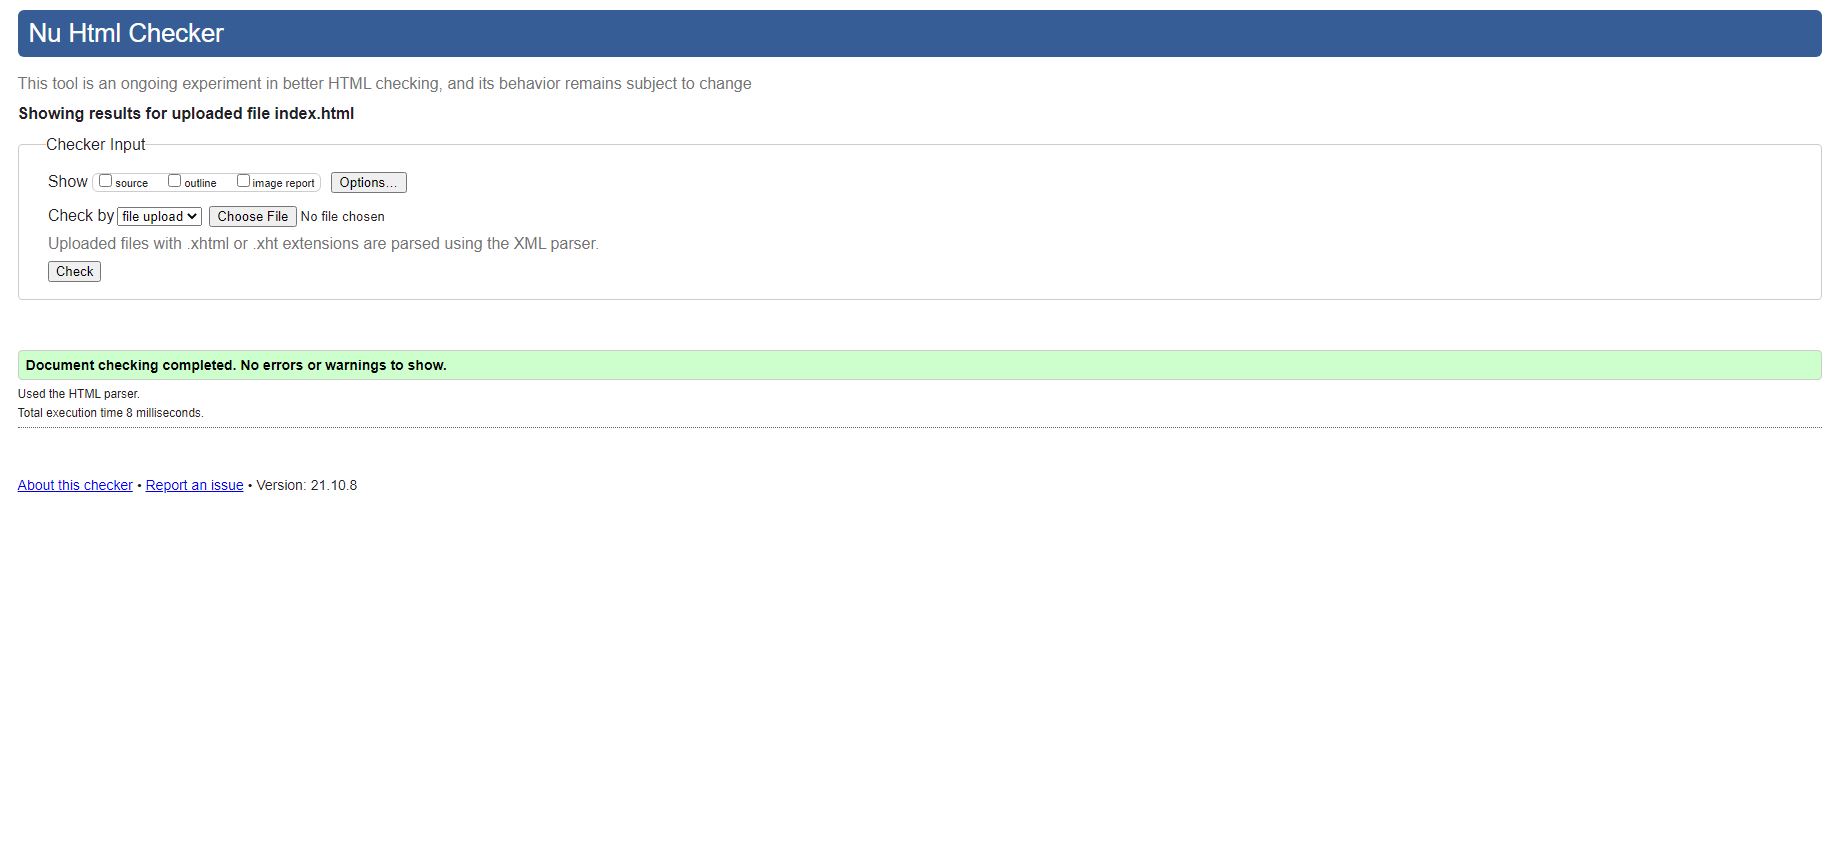 Nu Html Checker
This tool is an ongoing experiment in better HTML checking, and its behavior remains subject to change
Showing results for uploaded file index.html
Checker Input
Show source outline image report Options...
Check by file upload Choose File No file chosen
Uploaded files with .xhtml or .xht extensions are parsed using the XML parser.
Check
Document checking completed. No errors or warnings to show.
Used the HTML parser.
Total execution time 8 milliseconds.
About this checker • Report an issue • Version: 21.10.8